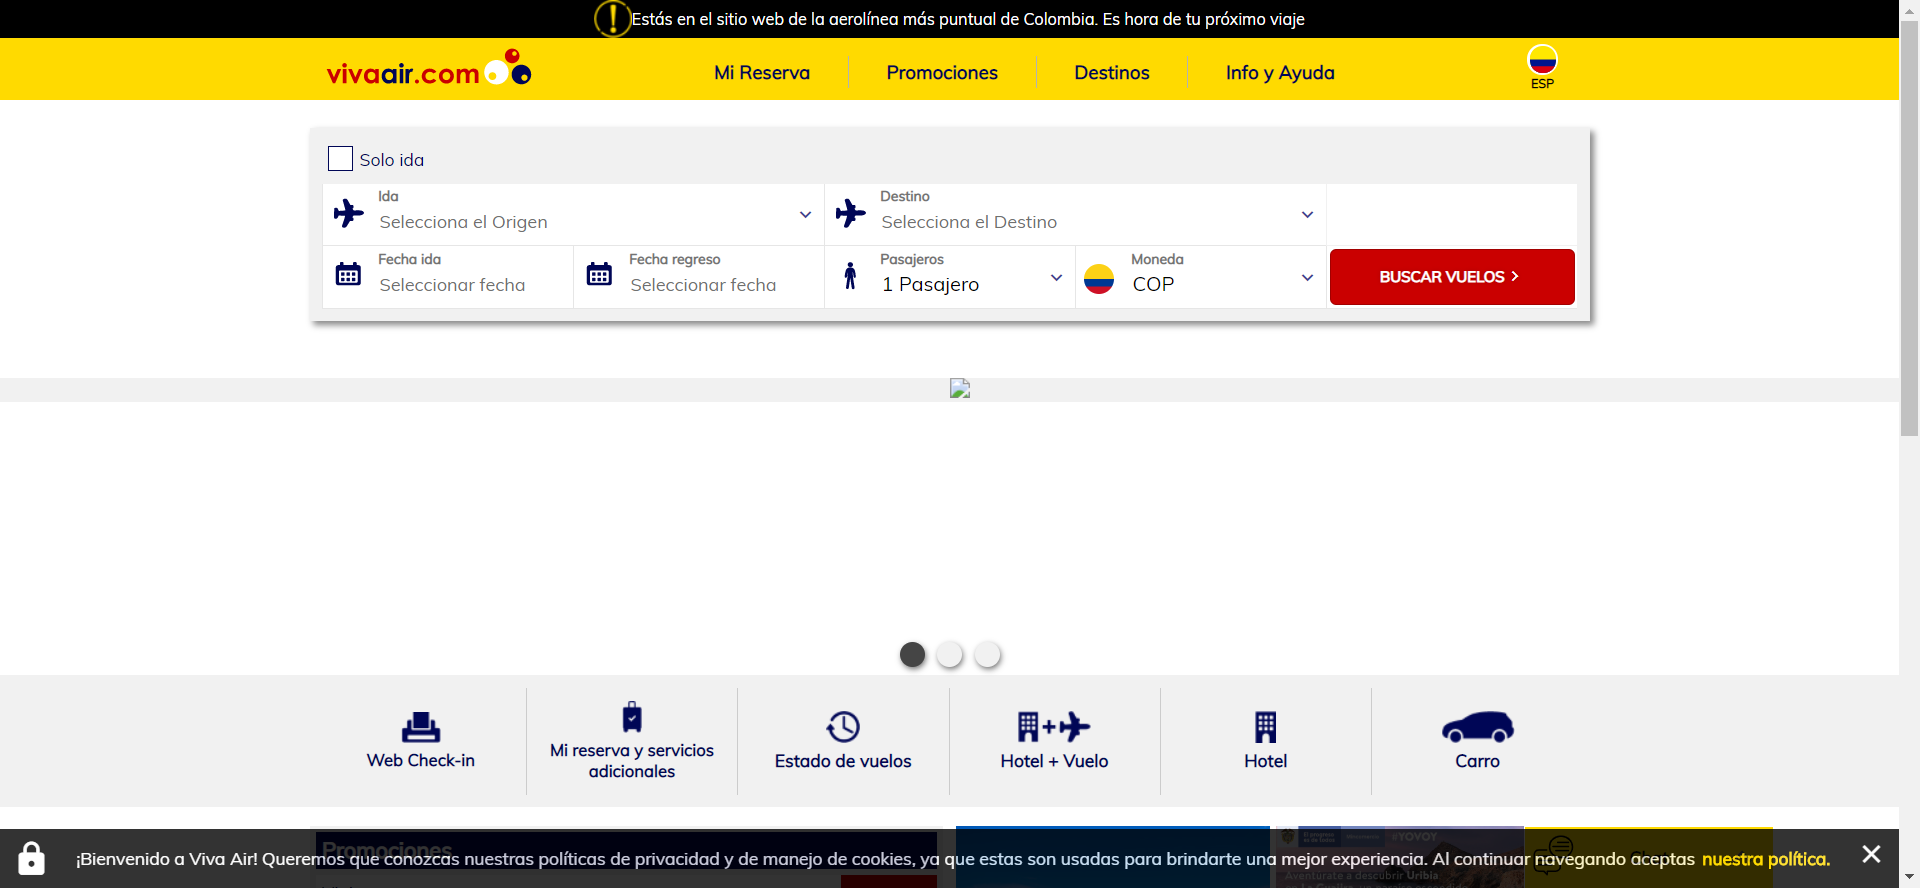 Estás en el sitio web de la aerolínea más puntual de Colombia. Es hora de tu próximo viaje
vivaair.com
Mi Reserva
Promociones
Destinos
Info y Ayuda
ESP
Solo ida
Ida
Selecciona el Origen
Destino
Selecciona el Destino
Fecha ida
Seleccionar fecha
Fecha regreso
Seleccionar fecha
Pasajeros
1 Pasajero
Moneda
COP
BUSCAR VUELOS
Web Check-in
Mi reserva y servicios
adicionales
Estado de vuelos
Hotel + Vuelo
Hotel
Carro
Promociones
#YOVOY
¡Bienvenido a Viva Air! Queremos que conozcas nuestras políticas de privacidad y de manejo de cookies, ya que estas son usadas para brindarte una mejor experiencia. Al continuar navegando aceptas nuestra política.
Aventúrate a descubrir Uribia